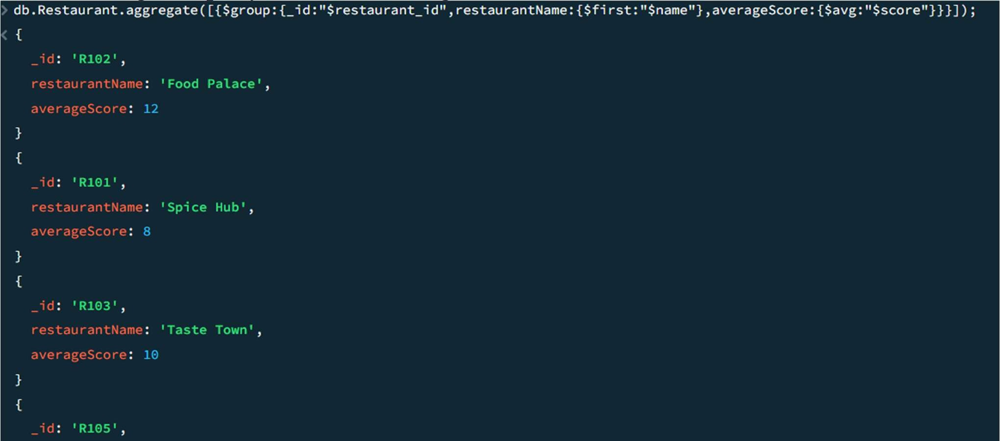 > db.Restaurant.aggregate([{$group:{_id:"$restaurant_id",restaurantName:{$first:"$name"},averageScore:{$avg:"$score"}}}]);
< {
_id: 'R102',
restaurantName: 'Food Palace',
averageScore: 12
}
{
_id: 'R101',
restaurantName: 'Spice Hub',
averageScore: 8
}
{
_id: 'R103',
restaurantName: 'Taste Town',
averageScore: 10
}
{
_id: 'R105',